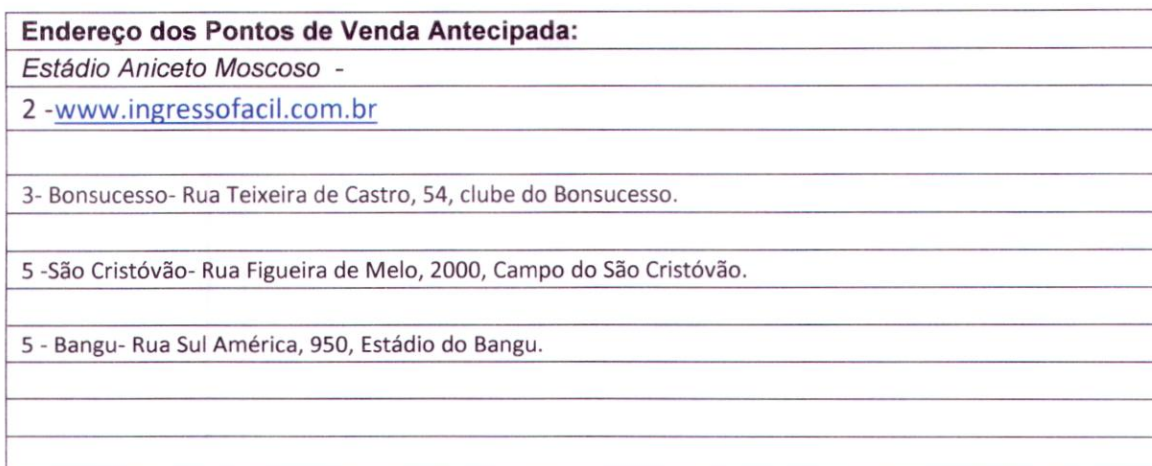 Endereço dos Pontos de Venda Antecipada:
Estádio Aniceto Moscoso -
2 -www.ingressofacil.com.br
3- Bonsucesso- Rua Teixeira de Castro, 54, clube do Bonsucesso.
5 -São Cristóvão- Rua Figueira de Melo, 2000, Campo do São Cristóvão.
5 - Bangu- Rua Sul América, 950, Estádio do Bangu.